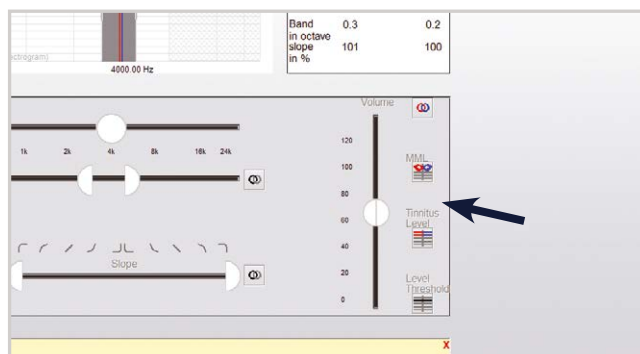 Band 0.3 0.2
in octave
slope 101 100
in %
ectrogram)
4000.00 Hz
Volume
120
1k 2k 4k 8k 16k 24k
100
MML
80
60
Tinnitus
Level
40
Slope
20
Level
Threshold
0
X